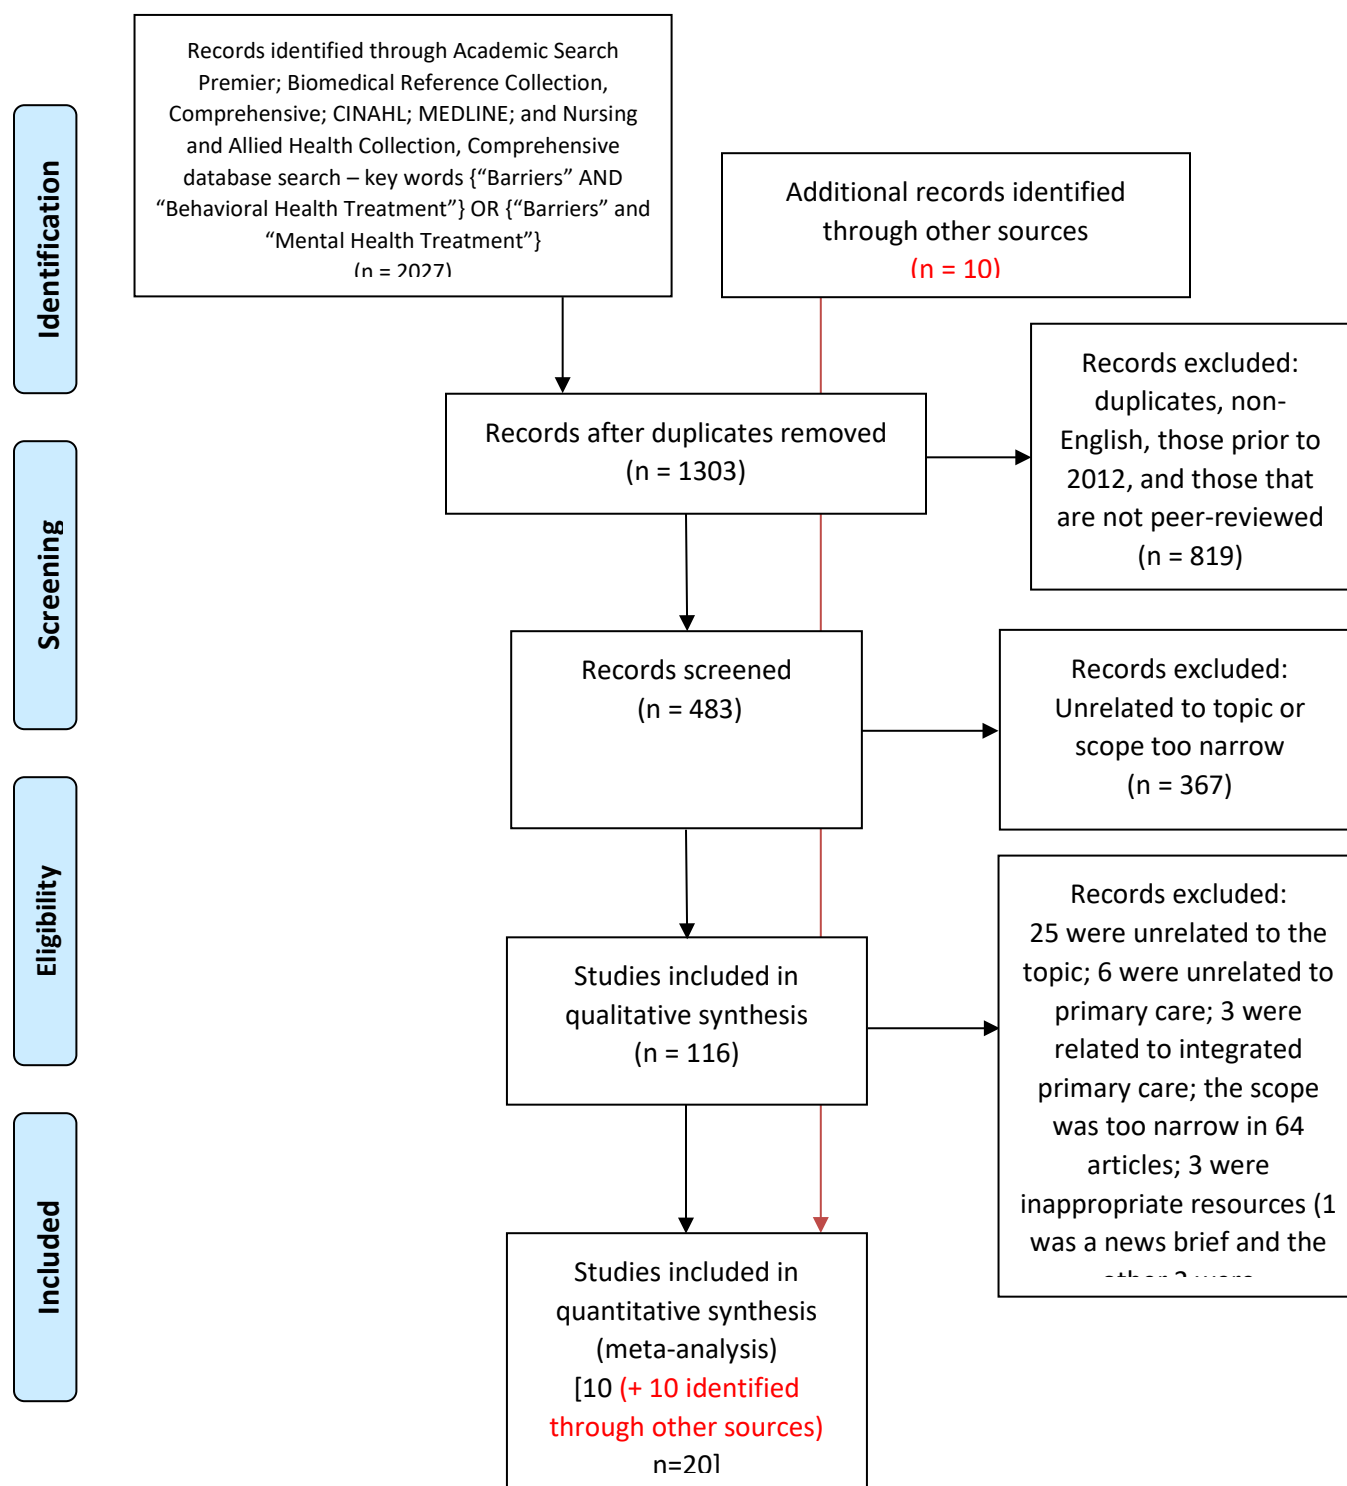 Records identified through Academic Search
Premier; Biomedical Reference Collection,
Comprehensive; CINAHL; MEDLINE; and Nursing
and Allied Health Collection, Comprehensive
database search – key words {“Barriers” AND
“Behavioral Health Treatment”} OR {“Barriers” and
“Mental Health Treatment”}
(n = 2027)
Additional records identified
through other sources
(n = 10)
Identification
Records after duplicates removed
(n = 1303)
Records excluded:
duplicates, non-
English, those prior to
2012, and those that
are not peer-reviewed
(n = 819)
Screening
Records screened
(n = 483)
Records excluded:
Unrelated to topic or
scope too narrow
(n = 367)
Eligibility
Studies included in
qualitative synthesis
(n = 116)
Records excluded:
25 were unrelated to the
topic; 6 were unrelated to
primary care; 3 were
related to integrated
primary care; the scope
was too narrow in 64
articles; 3 were
inappropriate resources (1
was a news brief and the
other 2 were
Included
Studies included in
quantitative synthesis
(meta-analysis)
[10 (+ 10 identified
through other sources)
n=20]